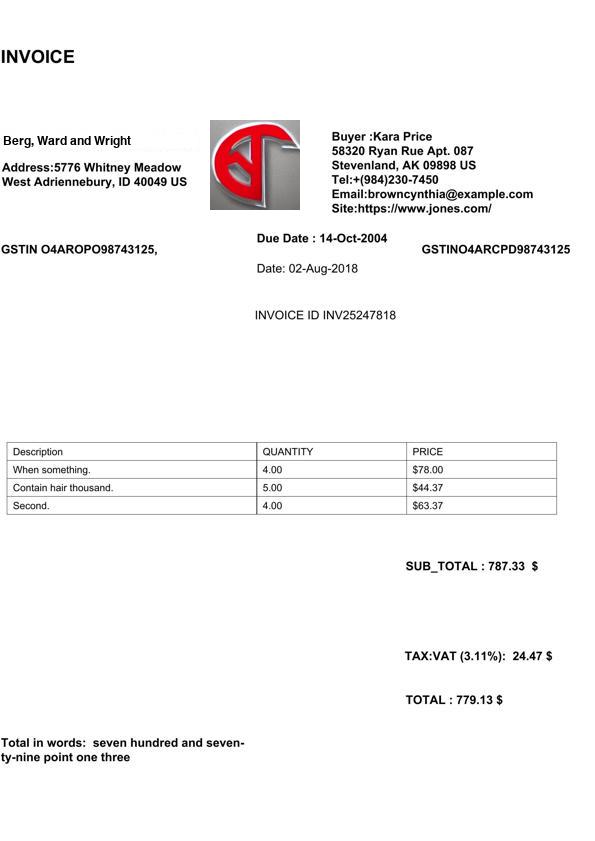 INVOICE
Berg, Ward and Wright
Address:5776 Whitney Meadow
West Adriennebury, ID 40049 US
Buyer :Kara Price
58320 Ryan Rue Apt. 087
Stevenland, AK 09898 US
Tel:+(984)230-7450
Email:browncynthia@example.com
Site:https://www.jones.com/
GSTIN O4AROPO98743125,
Due Date : 14-Oct-2004
GSTINO4ARCPD98743125
Date: 02-Aug-2018
INVOICE ID INV25247818
Description QUANTITY PRICE
When something. 4.00 $78.00
Contain hair thousand. 5.00 $44.37
Second. 4.00 $63.37
SUB_TOTAL : 787.33 $
TAX:VAT (3.11%): 24.47 $
TOTAL : 779.13 $
Total in words: seven hundred and seven-
ty-nine point one three